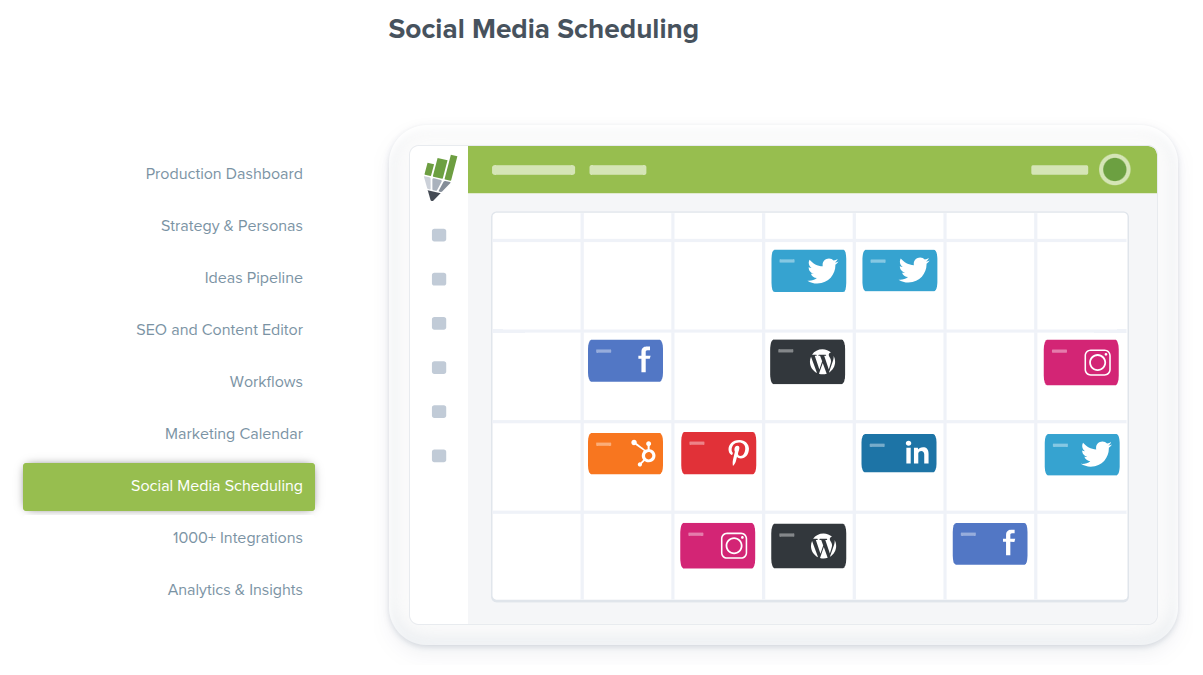 Social Media Scheduling
Production Dashboard
Strategy & Personas
Ideas Pipeline
SEO and Content Editor
Workflows
Marketing Calendar
Social Media Scheduling
1000+ Integrations
Analytics & Insights